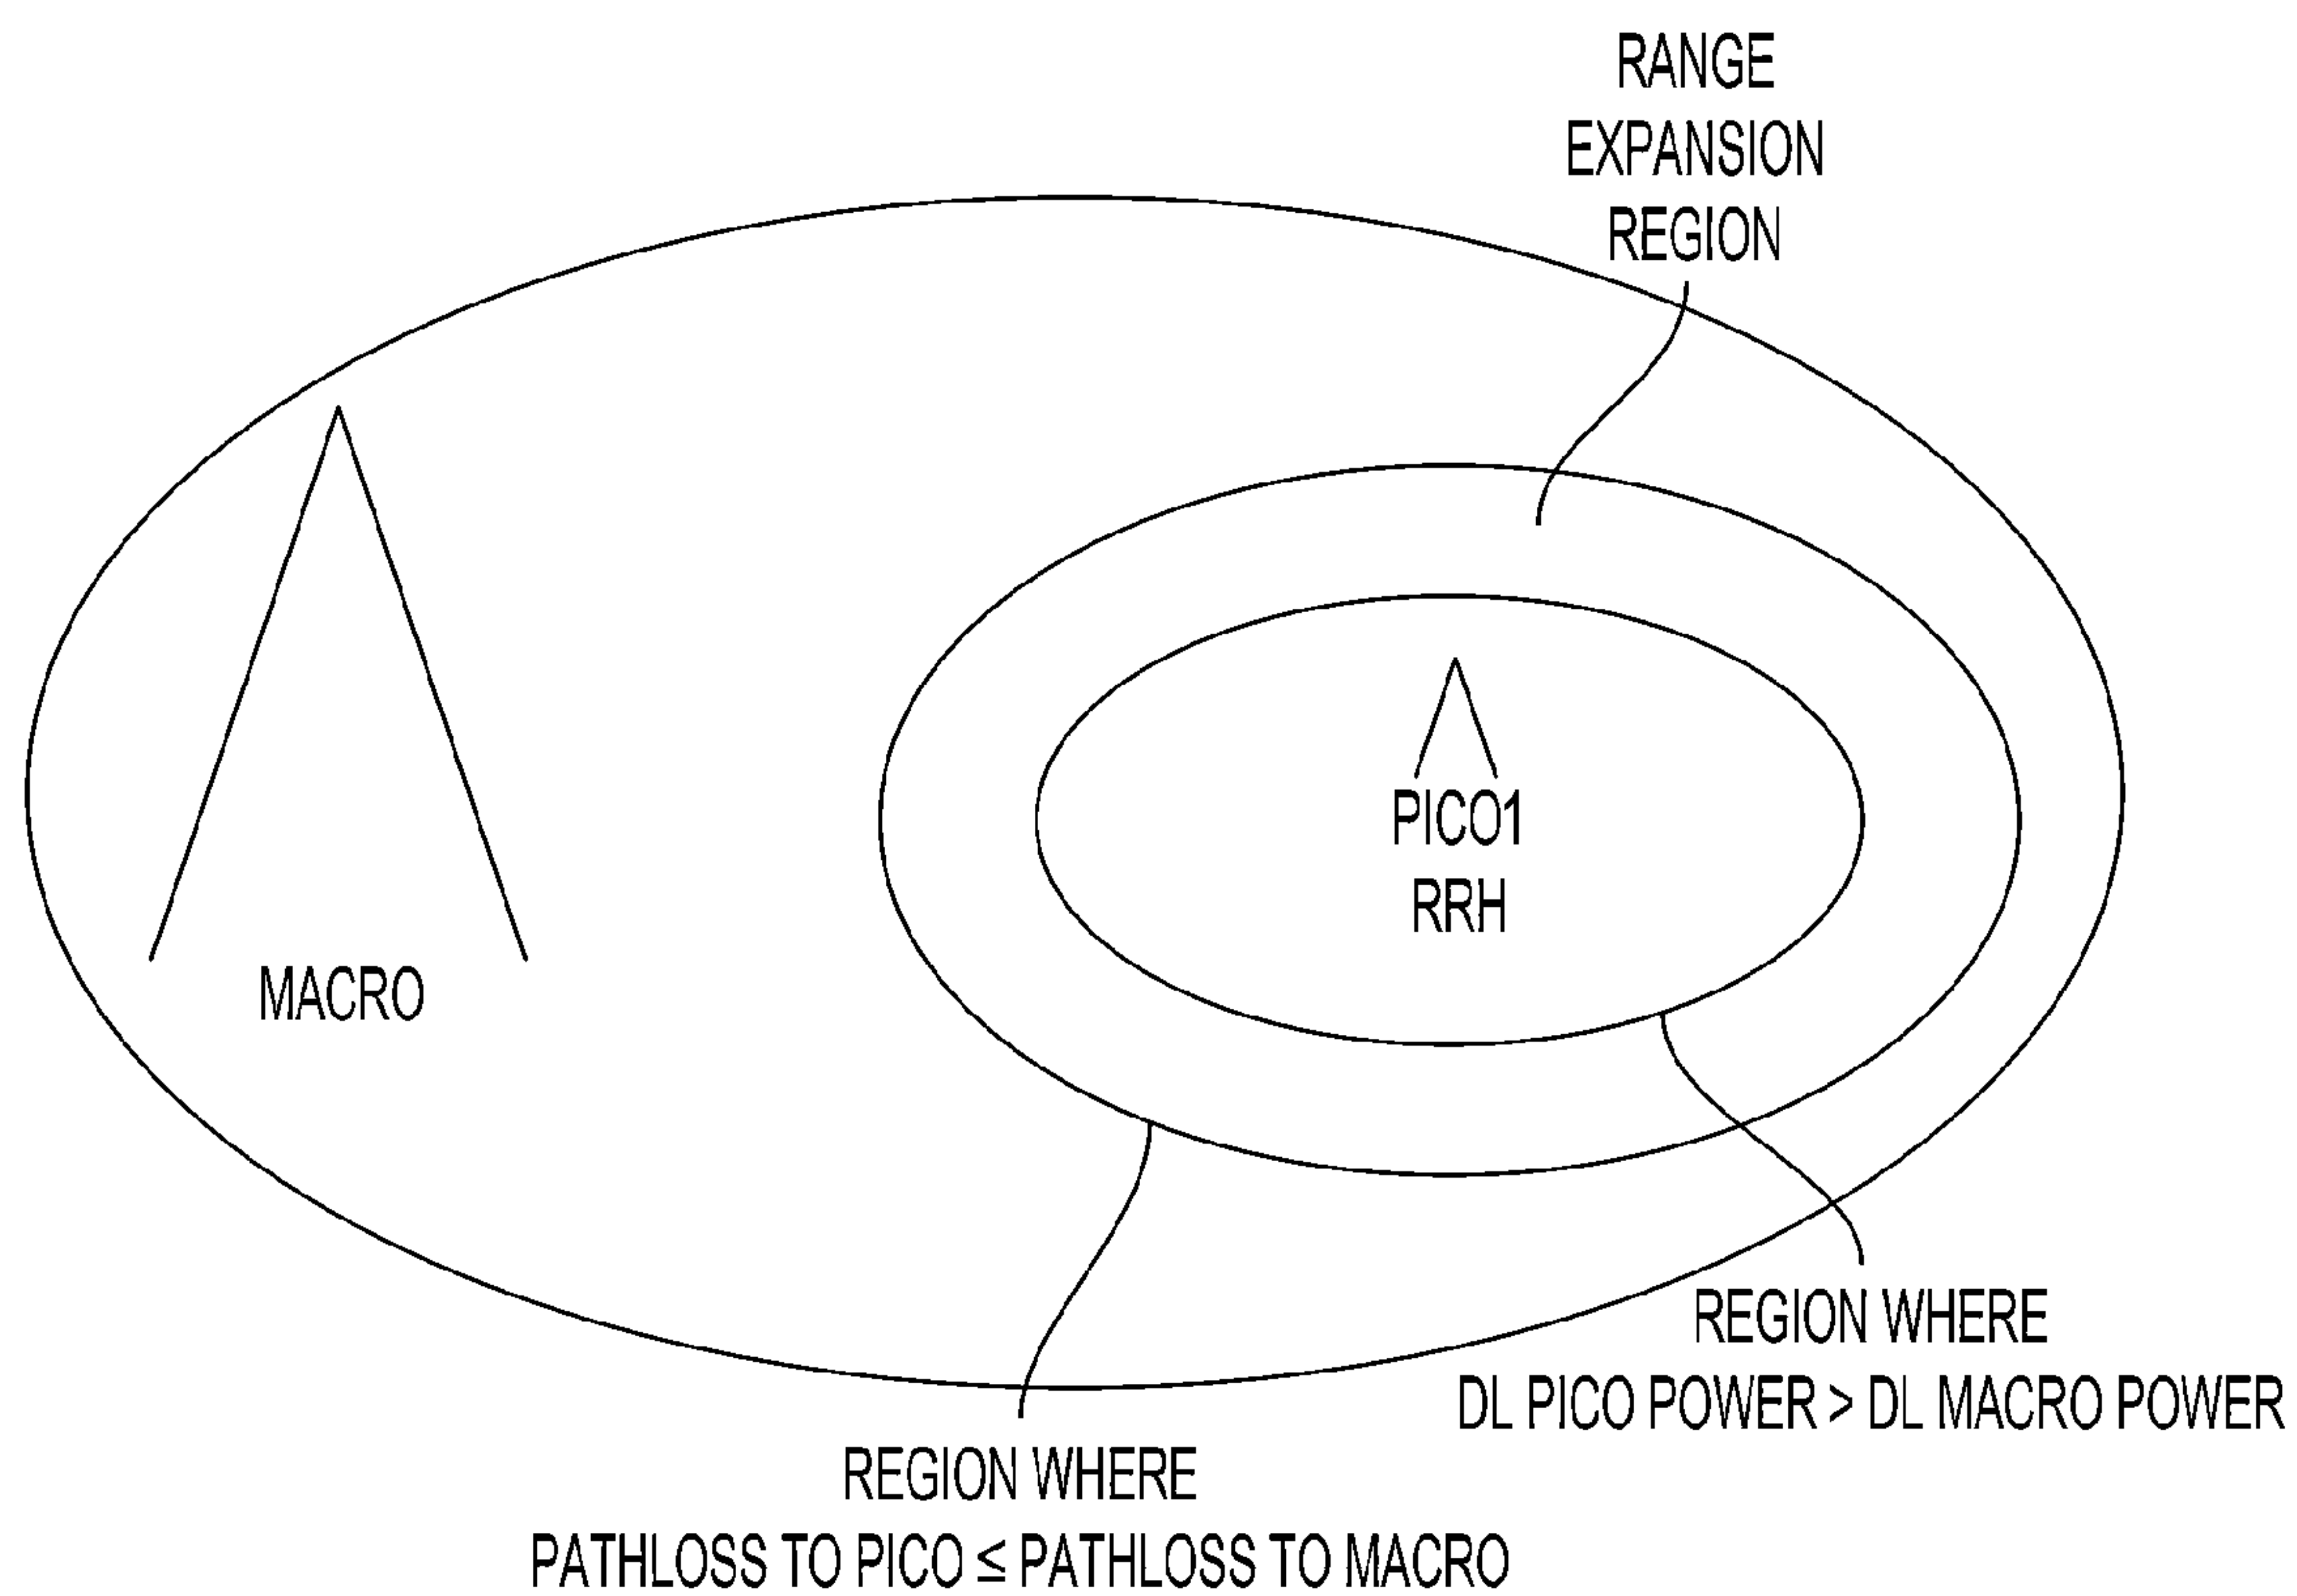 RANGE
EXPANSION
REGION
PICO1
RRH
MACRO
REGION WHERE
DL PICO POWER > DL MACRO POWER
REGION WHERE
PATHLOSS TO PICO ≤ PATHLOSS TO MACRO